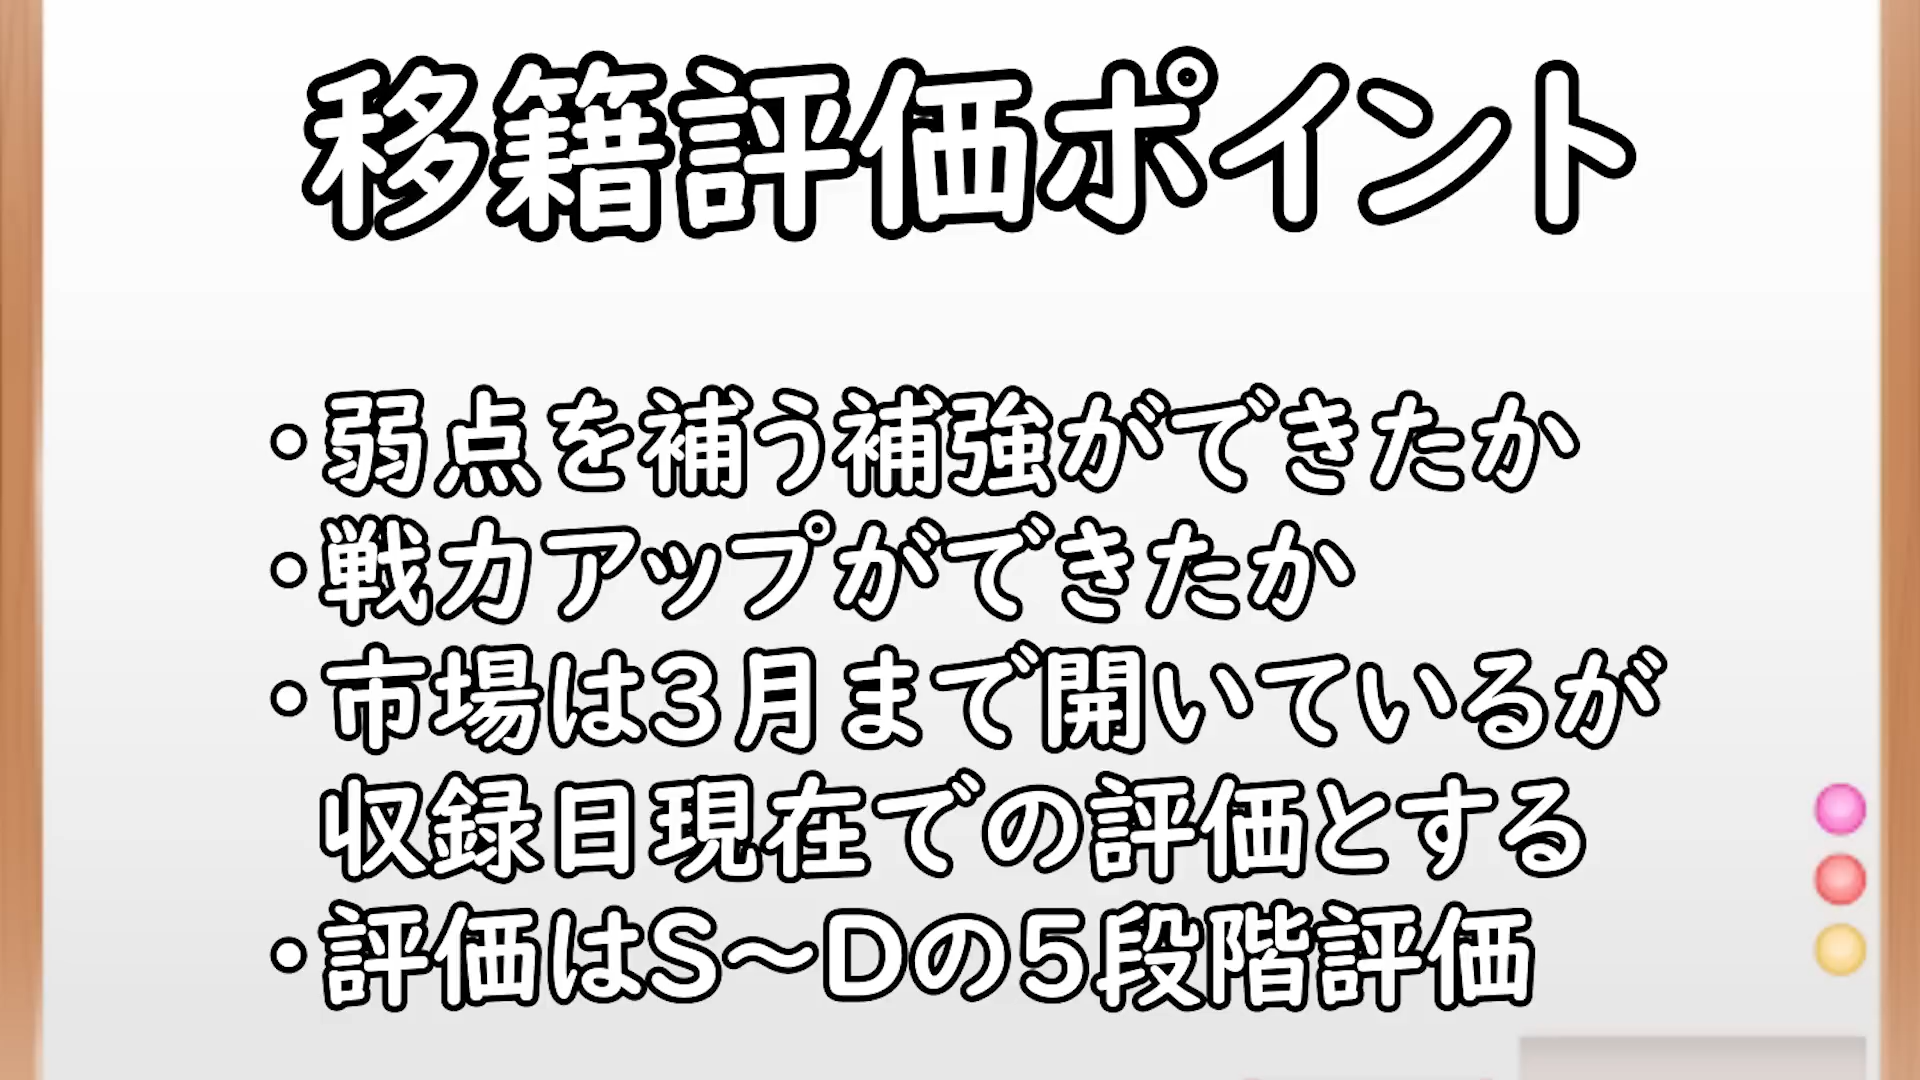 移籍評価ポイント
・弱点を補う補強ができたか
・戦力アップができたか
・市場は3月まで開いているが
収録日現在での評価とする
・評価はS～Dの5段階評価